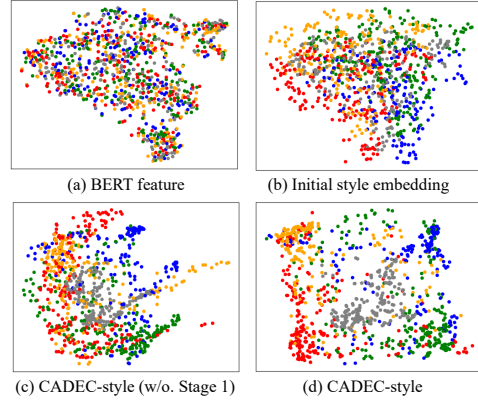 (a) BERT feature
(b) Initial style embedding
(c) CADEC-style (w/o. Stage 1)
(d) CADEC-style